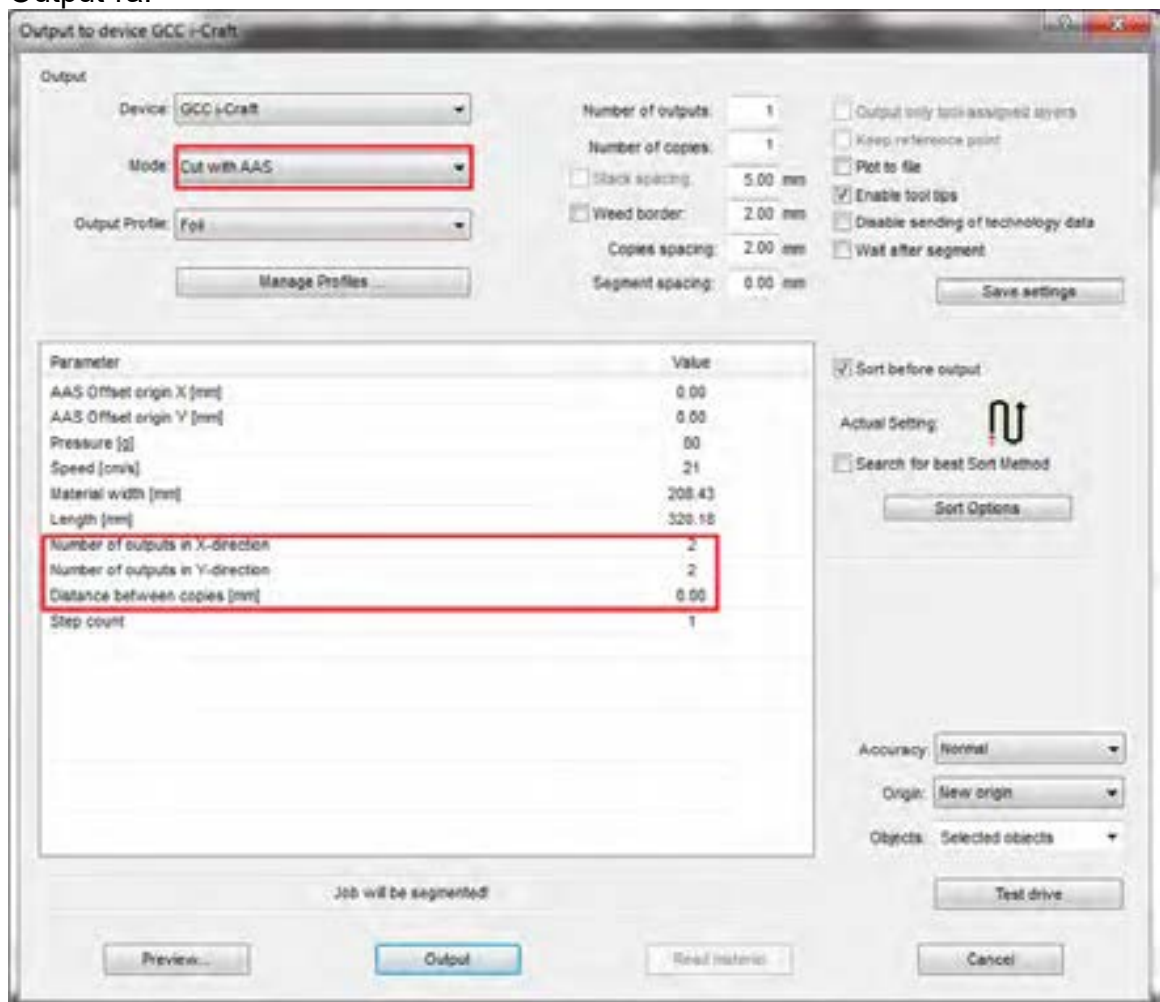 Output to device GCC i-Craft
Output
Device: GCC i-Craft
Mode: Cut with AAS
Output Profile: Foil
Manage Profiles ...
Number of outputs: 1
Number of copies: 1
Stack spacing: 5.00 mm
Weed border: 2.00 mm
Copies spacing: 2.00 mm
Segment spacing: 0.00 mm
Output only tool-assigned layers
Keep reference point
Plot to file
Enable tool tips
Disable sending of technology data
Wait after segment
Save settings
Parameter Value
AAS Offset origin X [mm] 0.00
AAS Offset origin Y [mm] 0.00
Pressure [g] 80
Speed [cm/s] 21
Material width [mm] 208.43
Length [mm] 320.18
Number of outputs in X-direction 2
Number of outputs in Y-direction 2
Distance between copies [mm] 0.00
Step count 1
Sort before output
Actual Setting:
Search for best Sort Method
Sort Options
Accuracy: Normal
Origin: New origin
Objects: Selected objects
Job will be segmented!
Test drive
Preview... Output Read material Cancel